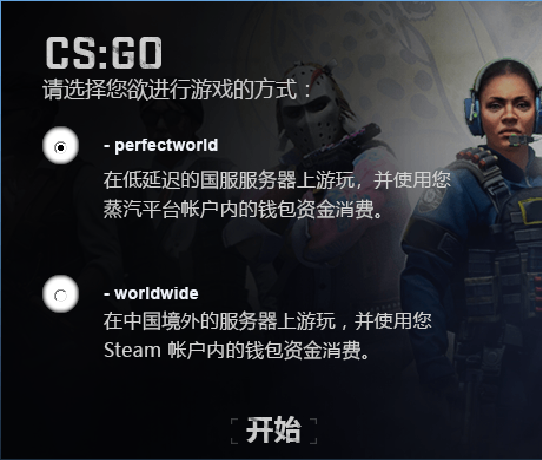 CS:GO
请选择您欲进行游戏的方式：
- perfectworld
在低延迟的国服服务器上游玩，并使用您
蒸汽平台帐户内的钱包资金消费。
- worldwide
在中国境外的服务器上游玩，并使用您
Steam 帐户内的钱包资金消费。
开始